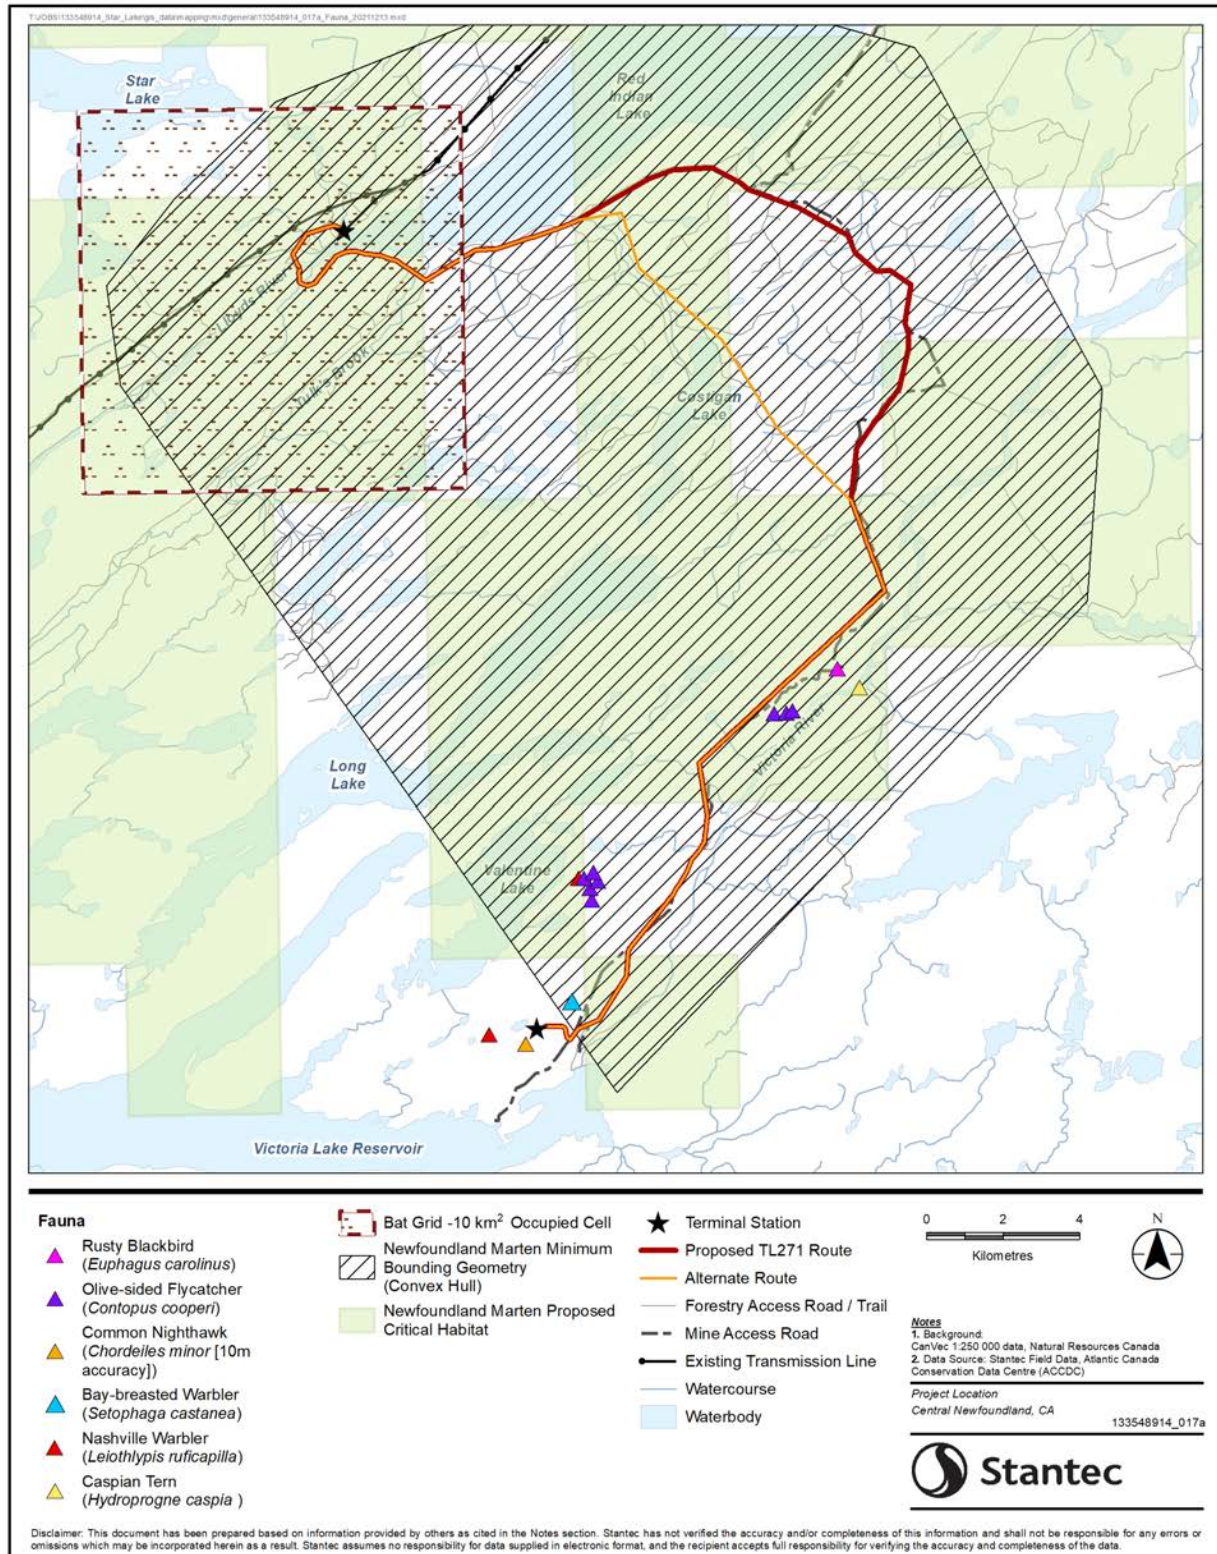 T:\JOBS\133548914_Star_Lake\gis_data\mapping\mxd\general\133548914_017a_Fauna_20211213.mxd
Star
Lake
Red
Indian
Lake
Lloyds River
Tulk's Brook
Costigan
Lake
Victoria River
Long
Lake
Valentine
Lake
Victoria Lake Reservoir
Fauna
Rusty Blackbird
(Euphagus carolinus)
Olive-sided Flycatcher
(Contopus cooperi)
Common Nighthawk
(Chordeiles minor [10m
accuracy])
Bay-breasted Warbler
(Setophaga castanea)
Nashville Warbler
(Leiothlypis ruficapilla)
Caspian Tern
(Hydroprogne caspia )
Bat Grid -10 km² Occupied Cell
Newfoundland Marten Minimum
Bounding Geometry
(Convex Hull)
Newfoundland Marten Proposed
Critical Habitat
Terminal Station
Proposed TL271 Route
Alternate Route
Forestry Access Road / Trail
Mine Access Road
Existing Transmission Line
Watercourse
Waterbody
0 2 4
Kilometres
N
Notes
1. Background:
CanVec 1:250 000 data, Natural Resources Canada
2. Data Source: Stantec Field Data, Atlantic Canada
Conservation Data Centre (ACCDC)
Project Location
Central Newfoundland, CA
133548914_017a
Stantec
Disclaimer: This document has been prepared based on information provided by others as cited in the Notes section. Stantec has not verified the accuracy and/or completeness of this information and shall not be responsible for any errors or
omissions which may be incorporated herein as a result. Stantec assumes no responsibility for data supplied in electronic format, and the recipient accepts full responsibility for verifying the accuracy and completeness of the data.